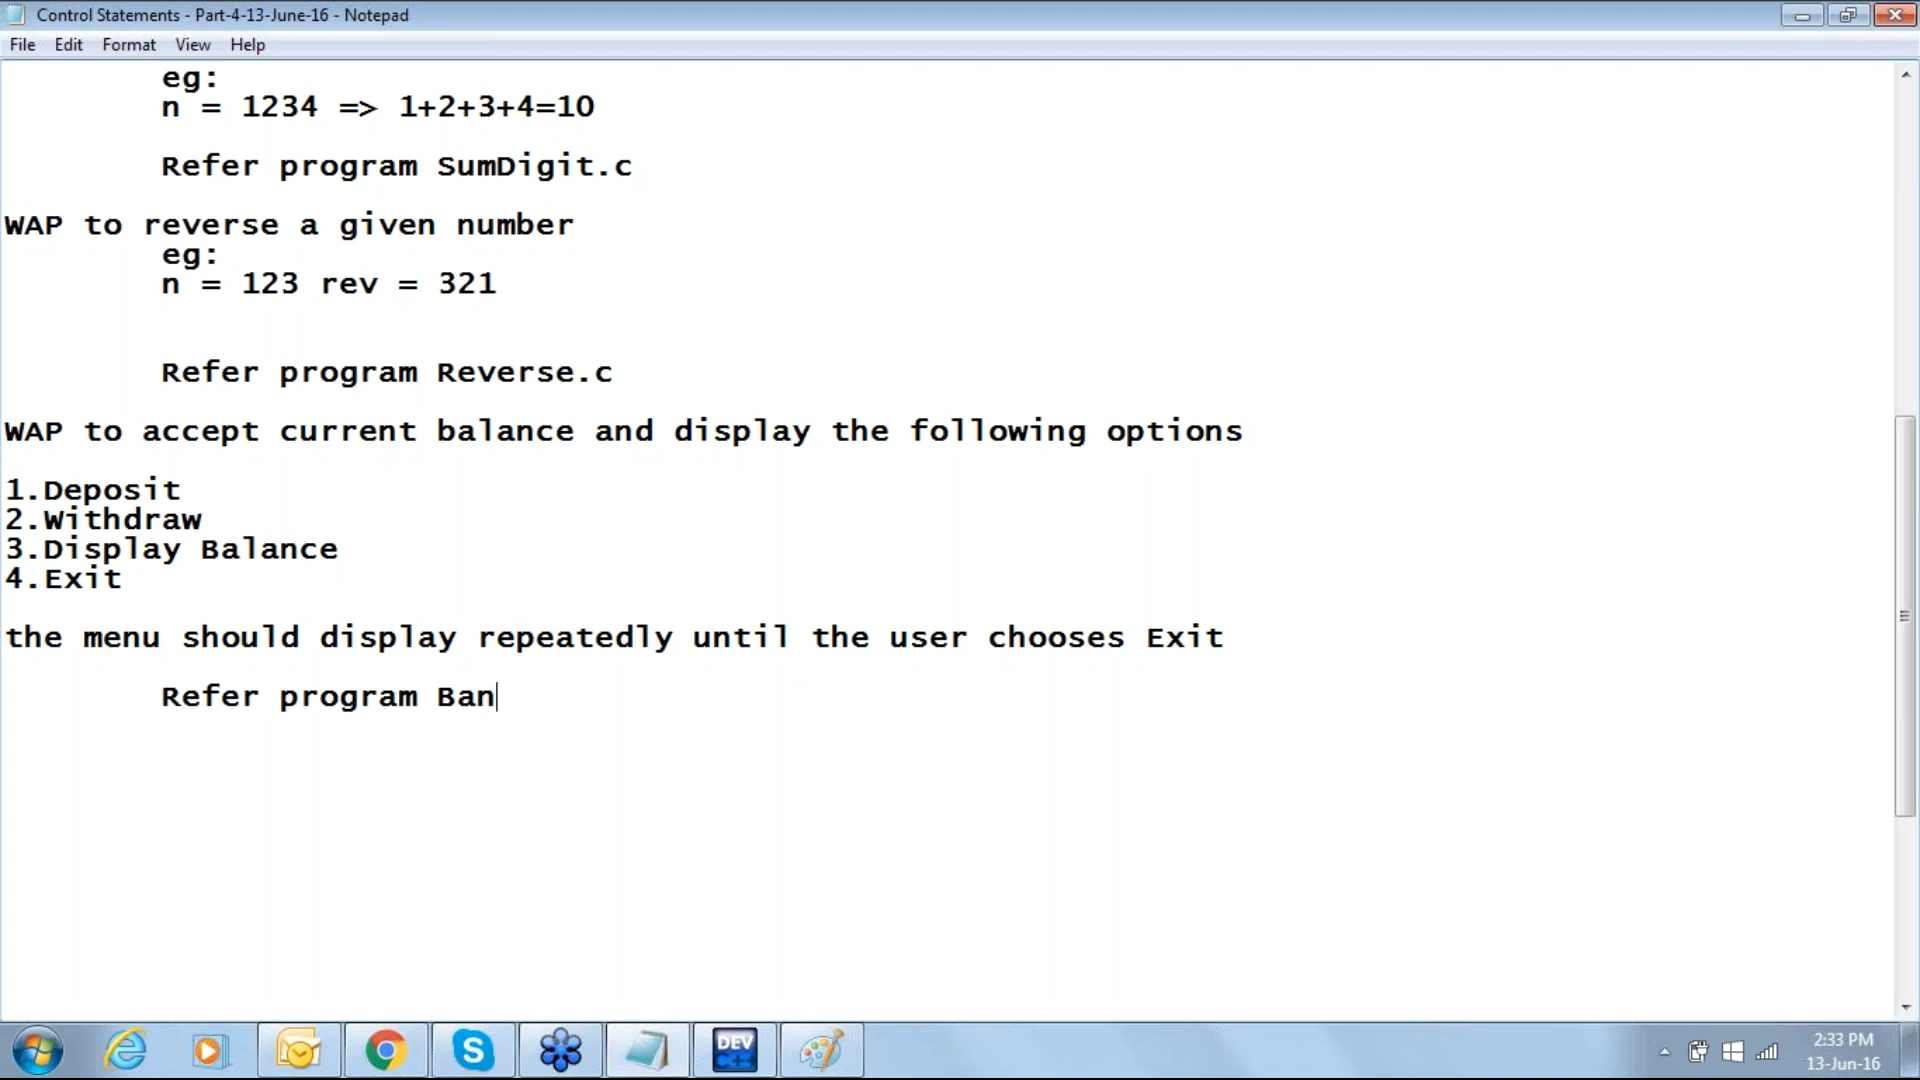 Control Statements - Part-4-13-June-16 - Notepad
File Edit Format View Help
eg:
n = 1234 => 1+2+3+4=10
Refer program SumDigit.c
WAP to reverse a given number
eg:
n = 123 rev = 321
Refer program Reverse.c
WAP to accept current balance and display the following options
1.Deposit
2.Withdraw
3.Display Balance
4.Exit
the menu should display repeatedly until the user chooses Exit
Refer program Ban
DEV
C++
2:33 PM
13-Jun-16